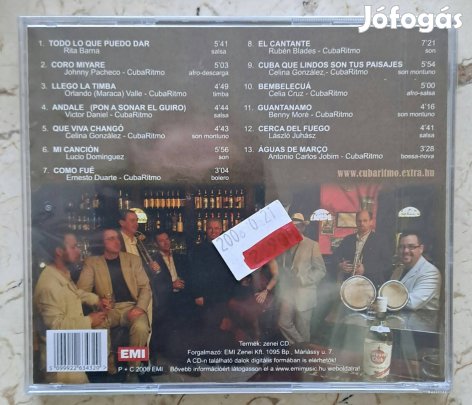 Jófogás
1. TODO LO QUE PUEDO DAR 5'41
Rita Barna salsa
2. CORO MIYARE 5'03
Johnny Pacheco - CubaRitmo afro-descarga
3. LLEGO LA TIMBA 4'49
Orlando (Maraca) Valle - CubaRitmo timba
4. ANDALE (PON A SONAR EL GUIRO) 4'44
Victor Daniel - CubaRitmo salsa
5. QUE VIVA CHANGÓ 4'43
Celina González - CubaRitmo son montuno
6. MI CANCIÓN 5'56
Lucio Dominguez son
7. COMO FUÉ 3'04
Ernesto Duarte - CubaRitmo bolero
8. EL CANTANTE 7'21
Rubén Blades - CubaRitmo son
9. CUBA QUE LINDOS SON TUS PAISAJES 5'54
Celina González - CubaRitmo son montuno
10. BEMBELECUÁ 5'00
Celia Cruz - CubaRitmo afro-salsa
11. GUANTANAMO 4'16
Benny Moré - CubaRitmo son montuno
12. CERCA DEL FUEGO 4'41
László Juhász salsa
13. AGUAS DE MARÇO 3'28
Antonio Carlos Jobim - CubaRitmo bossa-nova
www.cubaritmo.extra.hu
EMI
P + C 2008 EMI
Termék: zenei CD.
Forgalmazó: EMI Zenei Kft. 1095 Bp., Máriássy u. 7.
A CD-n található dalok digitális formában is elérhetők!
Bővebb információért látogasson el a www.emimusic.hu weboldalra!